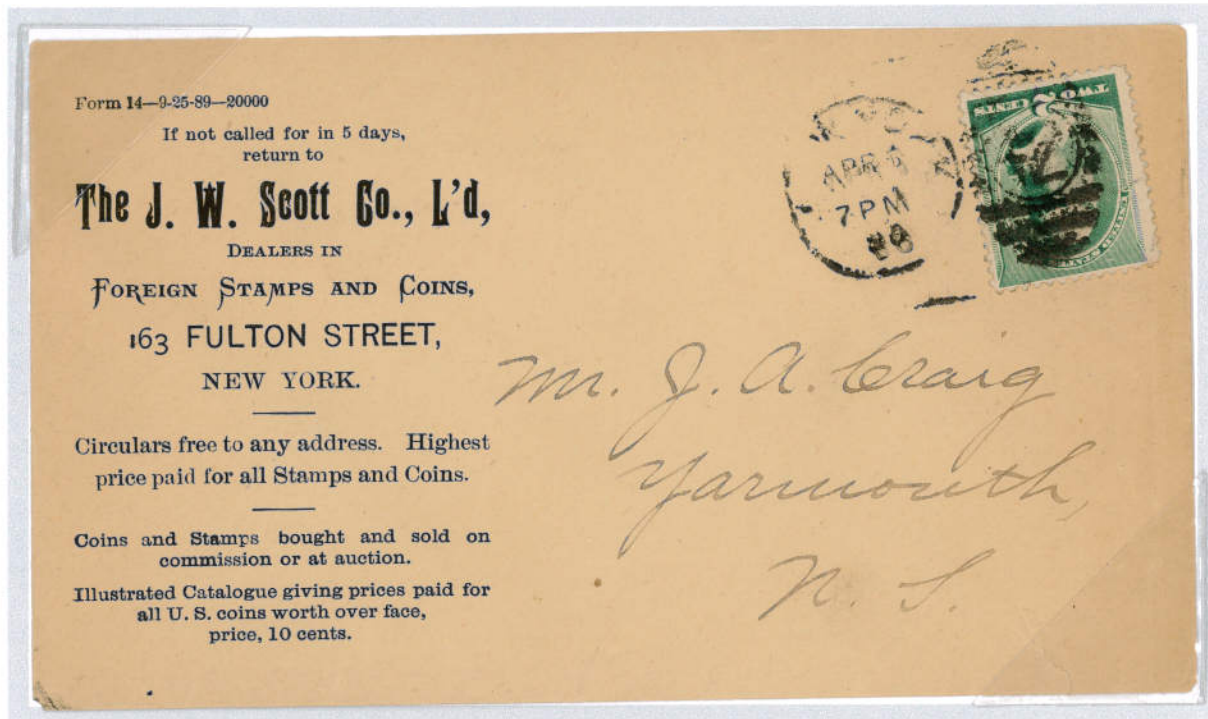 Form 14—9-25-89—20000
If not called for in 5 days,
return to
The J. W. Scott Co., L'd,
DEALERS IN
FOREIGN STAMPS AND COINS,
163 FULTON STREET,
NEW YORK.
Circulars free to any address. Highest
price paid for all Stamps and Coins.
Coins and Stamps bought and sold on
commission or at auction.
Illustrated Catalogue giving prices paid for
all U. S. coins worth over face,
price, 10 cents.
APR
7 PM
TWO 2 CENTS
Mr. J. A. Craig
Yarmouth,
N. S.